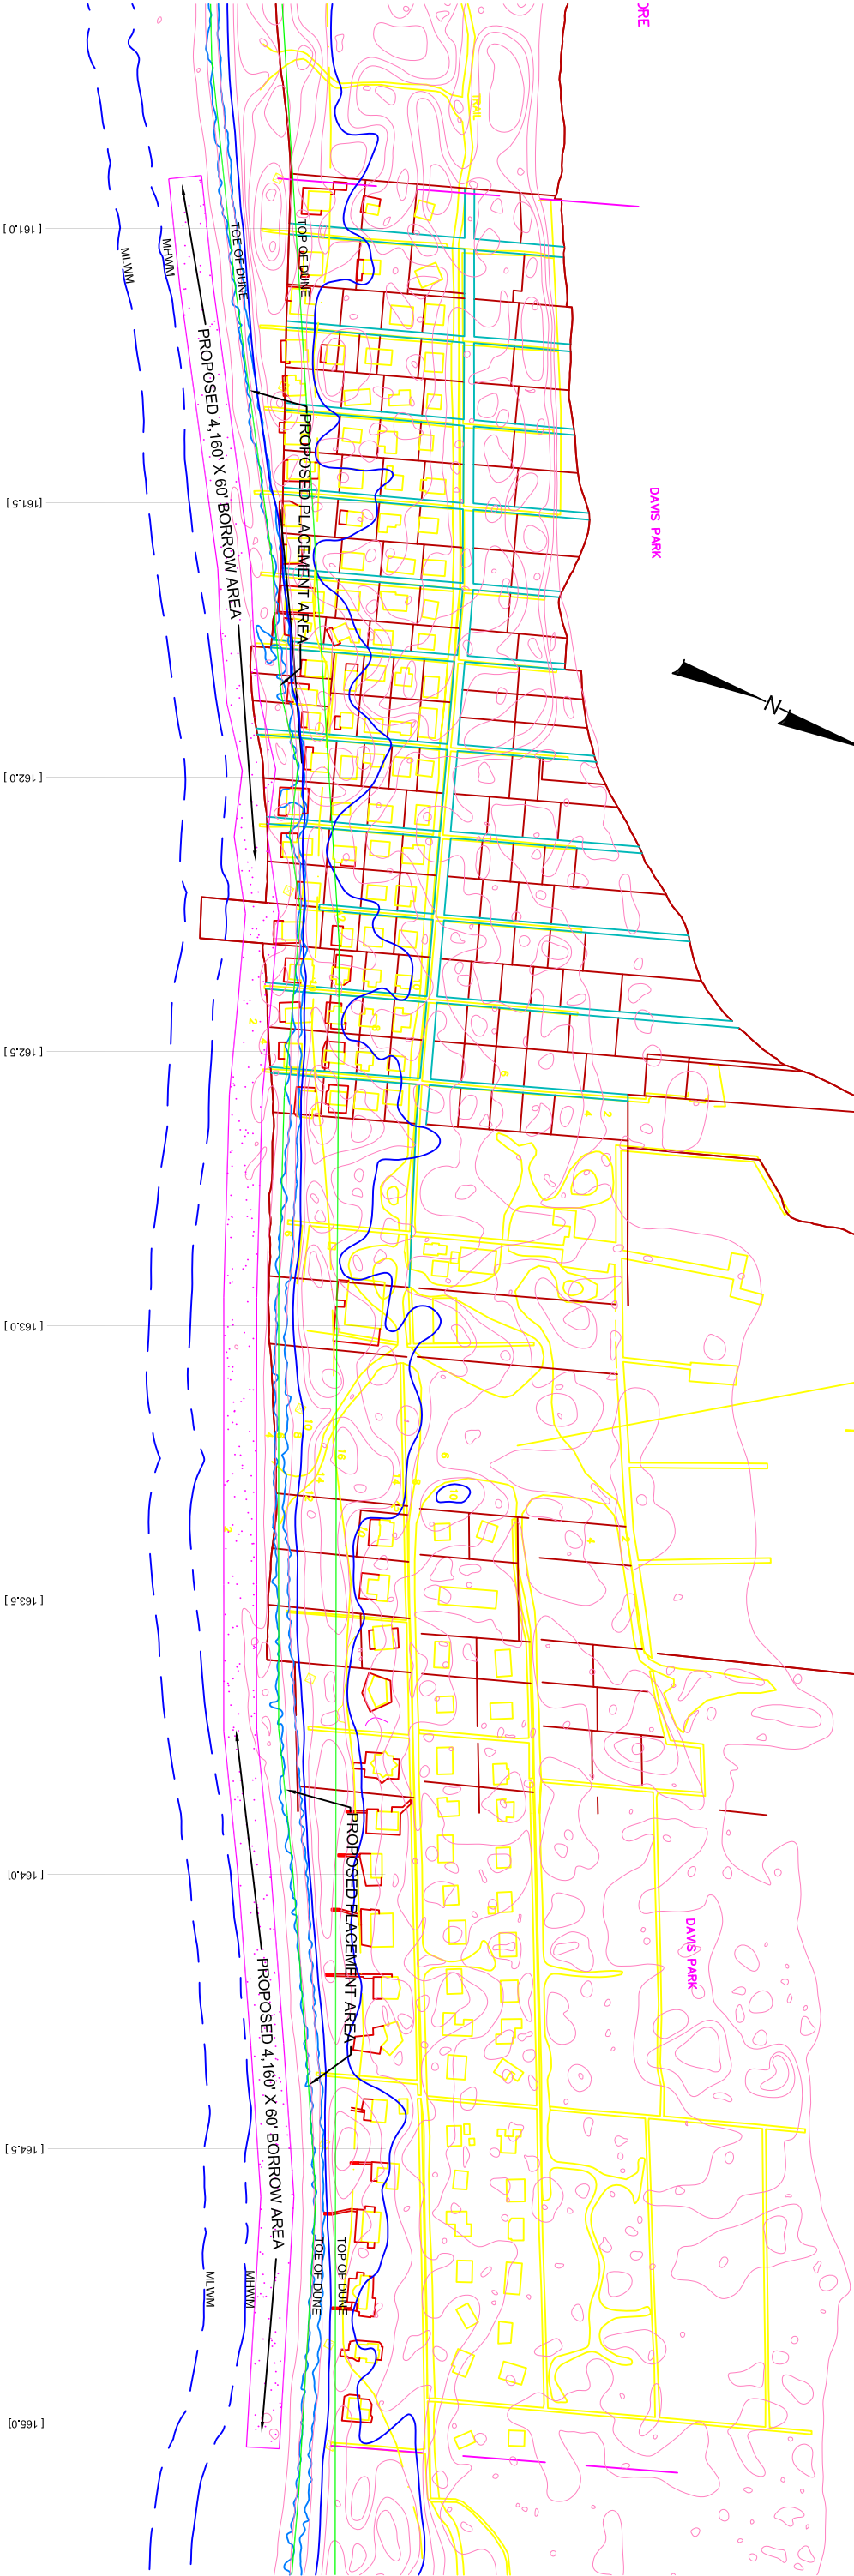 ORE
TRAIL
[ 161.0 ]
MLWM
MHWM
TOE OF DUNE
TOP OF DUNE
PROPOSED 4,160' X 60' BORROW AREA
PROPOSED PLACEMENT AREA
DAVIS PARK
[ 161.5 ]
N
[ 162.0 ]
[ 162.5 ]
[ 163.0 ]
[ 163.5 ]
PROPOSED PLACEMENT AREA
[ 164.0]
DAVIS PARK
PROPOSED 4,160' X 60' BORROW AREA
[ 164.5 ]
TOP OF DUNE
TOE OF DUNE
MHWM
MLWM
[ 165.0]